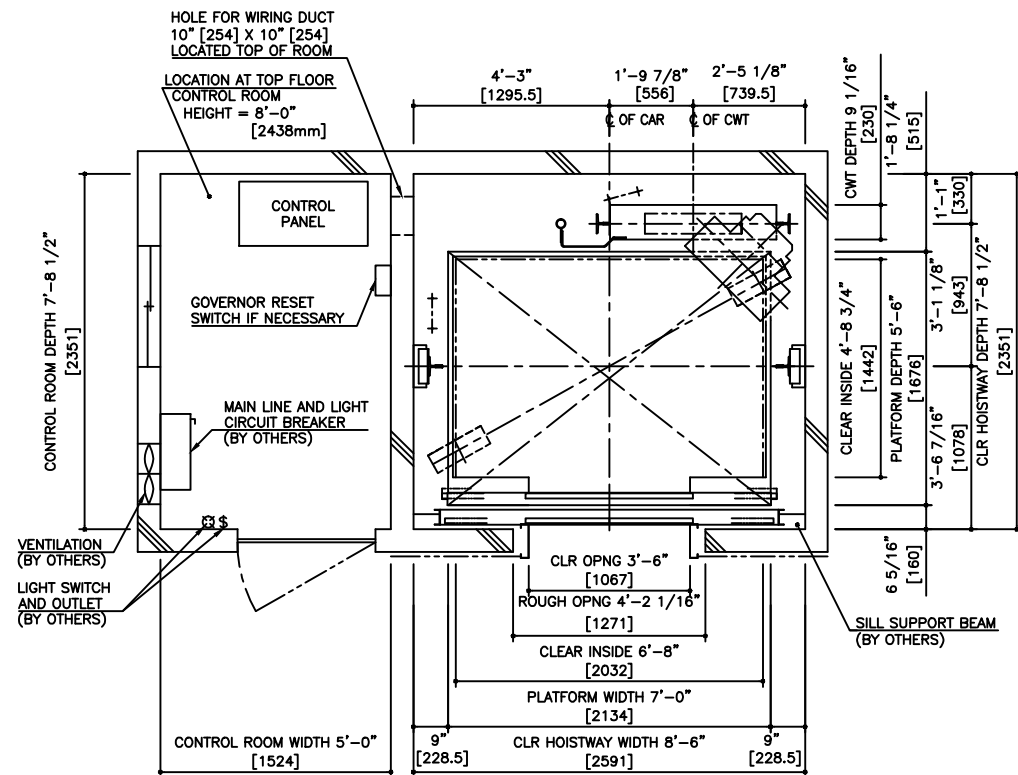 HOLE FOR WIRING DUCT
10" [254] X 10" [254]
LOCATED TOP OF ROOM
LOCATION AT TOP FLOOR
CONTROL ROOM
HEIGHT = 8'-0"
[2438mm]
4'-3"
[1295.5]
1'-9 7/8"
[556]
2'-5 1/8"
[739.5]
℄ OF CAR
℄ OF CWT
CWT DEPTH 9 1/16"
[230]
1'-8 1/4"
[515]
1'-1"
[330]
CONTROL
PANEL
GOVERNOR RESET
SWITCH IF NECESSARY
CONTROL ROOM DEPTH 7'-8 1/2"
[2351]
MAIN LINE AND LIGHT
CIRCUIT BREAKER
(BY OTHERS)
CLEAR INSIDE 4'-8 3/4"
[1442]
PLATFORM DEPTH 5'-6"
[1676]
3'-1 1/8"
[943]
3'-6 7/16"
[1078]
CLR HOISTWAY DEPTH 7'-8 1/2"
[2351]
6 5/16"
[160]
$
VENTILATION
(BY OTHERS)
LIGHT SWITCH
AND OUTLET
(BY OTHERS)
CLR OPNG 3'-6"
[1067]
ROUGH OPNG 4'-2 1/16"
[1271]
CLEAR INSIDE 6'-8"
[2032]
PLATFORM WIDTH 7'-0"
[2134]
SILL SUPPORT BEAM
(BY OTHERS)
CONTROL ROOM WIDTH 5'-0"
[1524]
9"
[228.5]
CLR HOISTWAY WIDTH 8'-6"
[2591]
9"
[228.5]